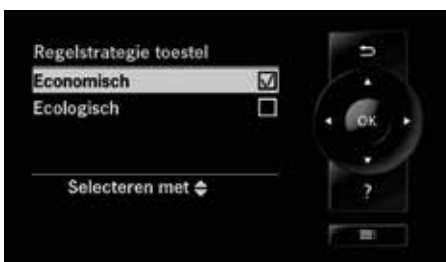 Regelstrategie toestel
Economisch
Ecologisch
Selecteren met
OK
?